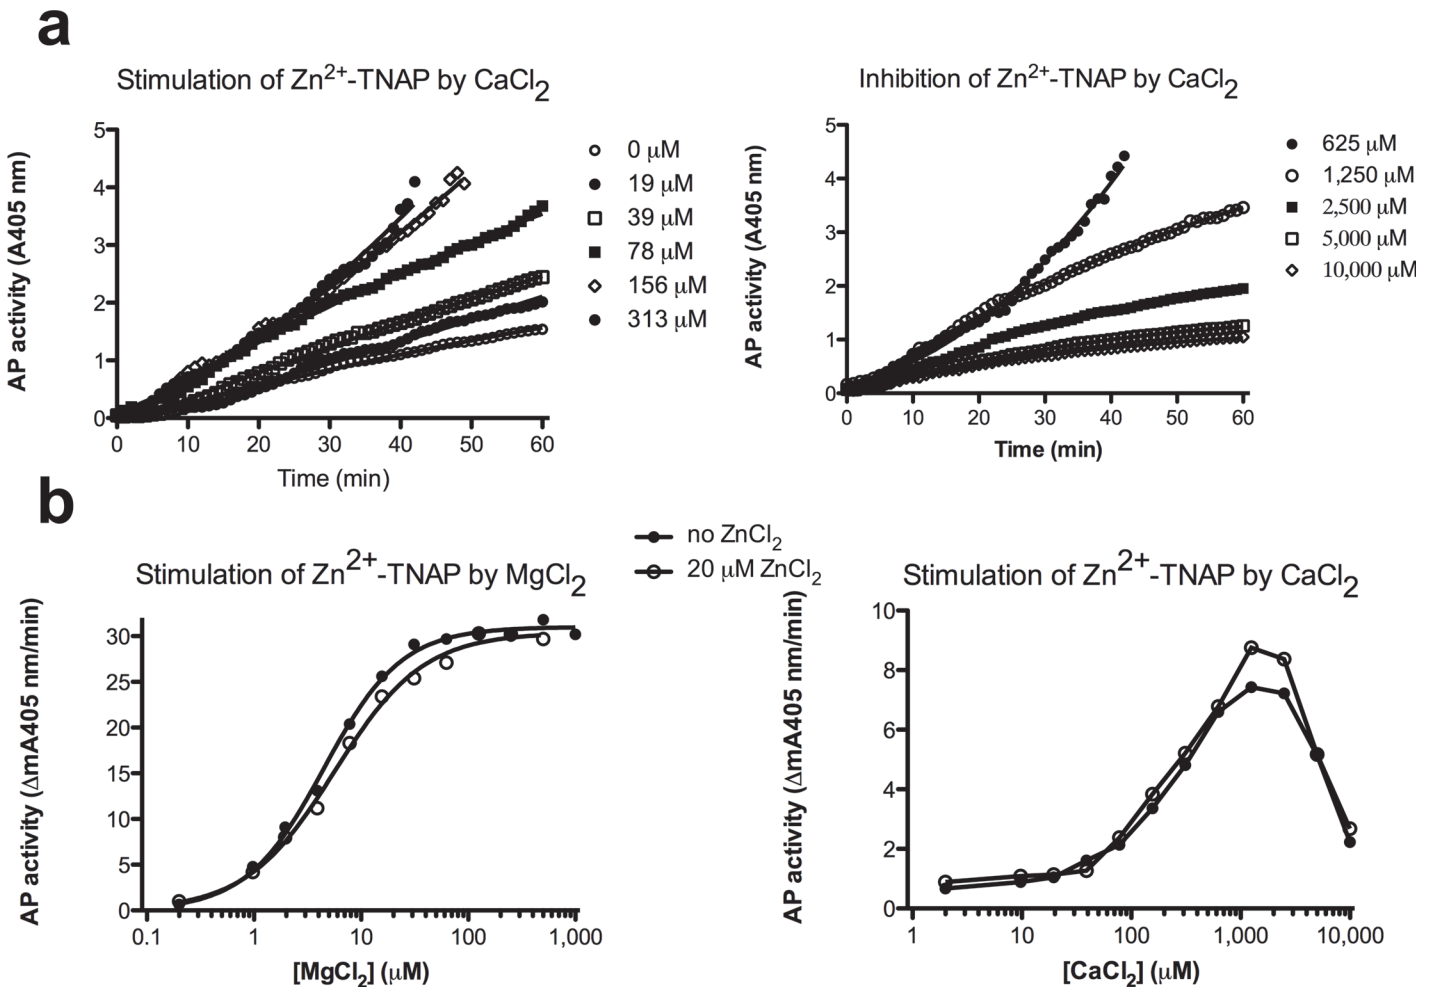 a
Stimulation of Zn2+-TNAP by CaCl2
AP activity (A405 nm)
5
4
3
2
1
0
0 10 20 30 40 50 60
Time (min)
0 μM
19 μM
39 μM
78 μM
156 μM
313 μM
Inhibition of Zn2+-TNAP by CaCl2
AP activity (A405 nm)
5
4
3
2
1
0
0 10 20 30 40 50 60
Time (min)
625 μM
1,250 μM
2,500 μM
5,000 μM
10,000 μM
b
no ZnCl2
20 μM ZnCl2
Stimulation of Zn2+-TNAP by MgCl2
AP activity (ΔmA405 nm/min)
30
25
20
15
10
5
0
0.1 1 10 100 1,000
[MgCl2] (μM)
Stimulation of Zn2+-TNAP by CaCl2
AP activity (ΔmA405 nm/min)
10
8
6
4
2
0
1 10 100 1,000 10,000
[CaCl2] (μM)